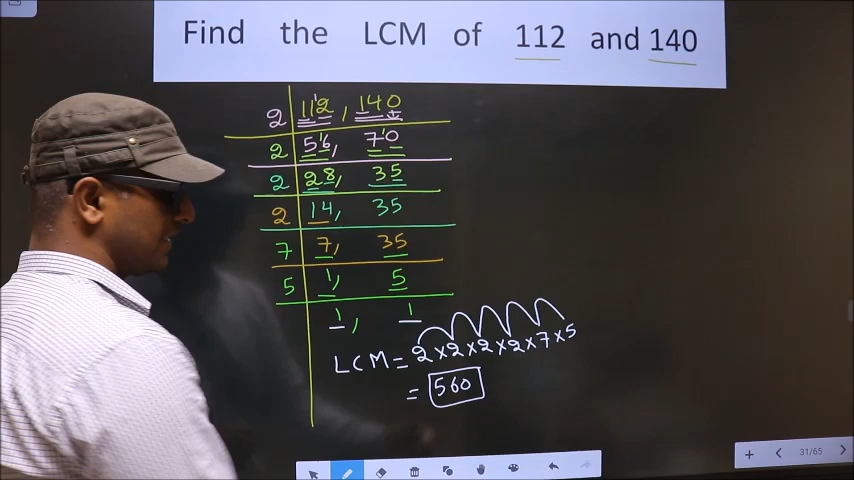 Find the LCM of 112 and 140
2 112, 140
2 56, 70
2 28, 35
2 14, 35
7 7, 35
5 1, 5
1, 1
LCM = 2×2×2×2×7×5
= 560
31/65